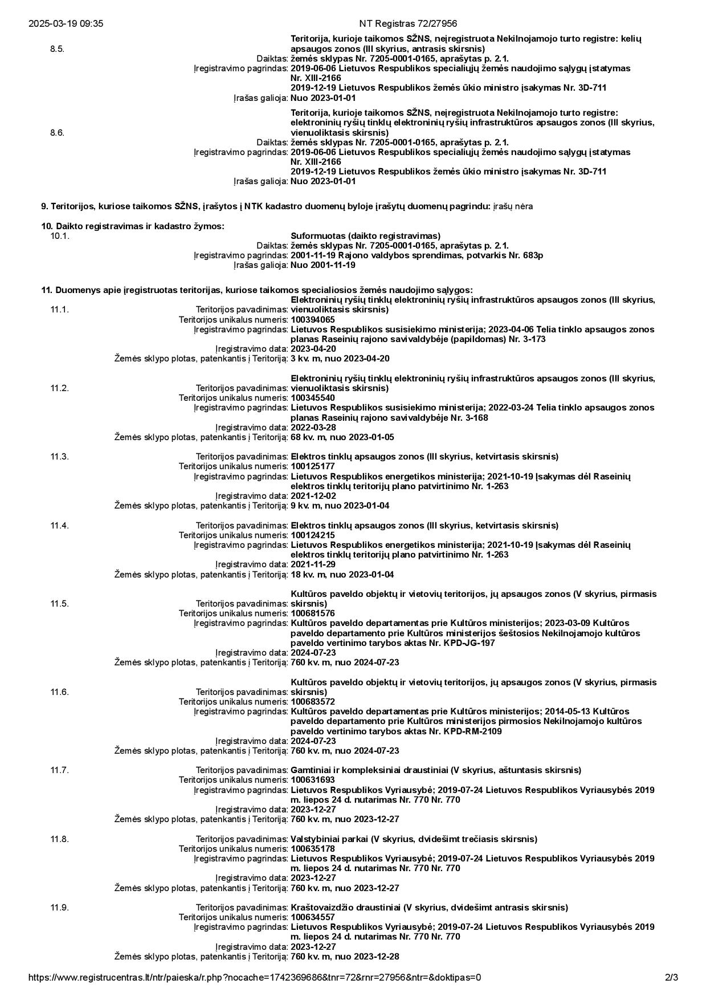 2025-03-19 09:35 NT Registras 72/27956
Teritorija, kurioje taikomos SŽNS, neįregistruota Nekilnojamojo turto registre: kelių
8.5. apsaugos zonos (III skyrius, antrasis skirsnis)
Daiktas: žemės sklypas Nr. 7205-0001-0165, aprašytas p. 2.1.
Įregistravimo pagrindas: 2019-06-06 Lietuvos Respublikos specialiųjų žemės naudojimo sąlygų įstatymas
Nr. XIII-2166
2019-12-19 Lietuvos Respublikos žemės ūkio ministro įsakymas Nr. 3D-711
Įrašas galioja: Nuo 2023-01-01
Teritorija, kurioje taikomos SŽNS, neįregistruota Nekilnojamojo turto registre:
elektroninių ryšių tinklų elektroninių ryšių infrastruktūros apsaugos zonos (III skyrius,
8.6. vienuoliktasis skirsnis)
Daiktas: žemės sklypas Nr. 7205-0001-0165, aprašytas p. 2.1.
Įregistravimo pagrindas: 2019-06-06 Lietuvos Respublikos specialiųjų žemės naudojimo sąlygų įstatymas
Nr. XIII-2166
2019-12-19 Lietuvos Respublikos žemės ūkio ministro įsakymas Nr. 3D-711
Įrašas galioja: Nuo 2023-01-01
9. Teritorijos, kuriose taikomos SŽNS, įrašytos į NTK kadastro duomenų byloje įrašytų duomenų pagrindu: įrašų nėra
10. Daikto registravimas ir kadastro žymos:
10.1. Suformuotas (daikto registravimas)
Daiktas: žemės sklypas Nr. 7205-0001-0165, aprašytas p. 2.1.
Įregistravimo pagrindas: 2001-11-19 Rajono valdybos sprendimas, potvarkis Nr. 683p
Įrašas galioja: Nuo 2001-11-19
11. Duomenys apie įregistruotas teritorijas, kuriose taikomos specialiosios žemės naudojimo sąlygos:
Elektroninių ryšių tinklų elektroninių ryšių infrastruktūros apsaugos zonos (III skyrius,
11.1. Teritorijos pavadinimas: vienuoliktasis skirsnis)
Teritorijos unikalus numeris: 100394065
Įregistravimo pagrindas: Lietuvos Respublikos susisiekimo ministerija; 2023-04-06 Telia tinklo apsaugos zonos
planas Raseinių rajono savivaldybėje (papildomas) Nr. 3-173
Įregistravimo data: 2023-04-20
Žemės sklypo plotas, patenkantis į Teritoriją: 3 kv. m, nuo 2023-04-20
Elektroninių ryšių tinklų elektroninių ryšių infrastruktūros apsaugos zonos (III skyrius,
11.2. Teritorijos pavadinimas: vienuoliktasis skirsnis)
Teritorijos unikalus numeris: 100345540
Įregistravimo pagrindas: Lietuvos Respublikos susisiekimo ministerija; 2022-03-24 Telia tinklo apsaugos zonos
planas Raseinių rajono savivaldybėje Nr. 3-168
Įregistravimo data: 2022-03-28
Žemės sklypo plotas, patenkantis į Teritoriją: 68 kv. m, nuo 2023-01-05
11.3. Teritorijos pavadinimas: Elektros tinklų apsaugos zonos (III skyrius, ketvirtasis skirsnis)
Teritorijos unikalus numeris: 100125177
Įregistravimo pagrindas: Lietuvos Respublikos energetikos ministerija; 2021-10-19 Įsakymas dėl Raseinių
elektros tinklų teritorijų plano patvirtinimo Nr. 1-263
Įregistravimo data: 2021-12-02
Žemės sklypo plotas, patenkantis į Teritoriją: 9 kv. m, nuo 2023-01-04
11.4. Teritorijos pavadinimas: Elektros tinklų apsaugos zonos (III skyrius, ketvirtasis skirsnis)
Teritorijos unikalus numeris: 100124215
Įregistravimo pagrindas: Lietuvos Respublikos energetikos ministerija; 2021-10-19 Įsakymas dėl Raseinių
elektros tinklų teritorijų plano patvirtinimo Nr. 1-263
Įregistravimo data: 2021-11-29
Žemės sklypo plotas, patenkantis į Teritoriją: 18 kv. m, nuo 2023-01-04
Kultūros paveldo objektų ir vietovių teritorijos, jų apsaugos zonos (V skyrius, pirmasis
11.5. Teritorijos pavadinimas: skirsnis)
Teritorijos unikalus numeris: 100681576
Įregistravimo pagrindas: Kultūros paveldo departamentas prie Kultūros ministerijos; 2023-03-09 Kultūros
paveldo departamento prie Kultūros ministerijos šeštosios Nekilnojamojo kultūros
paveldo vertinimo tarybos aktas Nr. KPD-JG-197
Įregistravimo data: 2024-07-23
Žemės sklypo plotas, patenkantis į Teritoriją: 760 kv. m, nuo 2024-07-23
Kultūros paveldo objektų ir vietovių teritorijos, jų apsaugos zonos (V skyrius, pirmasis
11.6. Teritorijos pavadinimas: skirsnis)
Teritorijos unikalus numeris: 100683572
Įregistravimo pagrindas: Kultūros paveldo departamentas prie Kultūros ministerijos; 2014-05-13 Kultūros
paveldo departamento prie Kultūros ministerijos pirmosios Nekilnojamojo kultūros
paveldo vertinimo tarybos aktas Nr. KPD-RM-2109
Įregistravimo data: 2024-07-23
Žemės sklypo plotas, patenkantis į Teritoriją: 760 kv. m, nuo 2024-07-23
11.7. Teritorijos pavadinimas: Gamtiniai ir kompleksiniai draustiniai (V skyrius, aštuntasis skirsnis)
Teritorijos unikalus numeris: 100631693
Įregistravimo pagrindas: Lietuvos Respublikos Vyriausybė; 2019-07-24 Lietuvos Respublikos Vyriausybės 2019
m. liepos 24 d. nutarimas Nr. 770 Nr. 770
Įregistravimo data: 2023-12-27
Žemės sklypo plotas, patenkantis į Teritoriją: 760 kv. m, nuo 2023-12-27
11.8. Teritorijos pavadinimas: Valstybiniai parkai (V skyrius, dvidešimt trečiasis skirsnis)
Teritorijos unikalus numeris: 100635178
Įregistravimo pagrindas: Lietuvos Respublikos Vyriausybė; 2019-07-24 Lietuvos Respublikos Vyriausybės 2019
m. liepos 24 d. nutarimas Nr. 770 Nr. 770
Įregistravimo data: 2023-12-27
Žemės sklypo plotas, patenkantis į Teritoriją: 760 kv. m, nuo 2023-12-27
11.9. Teritorijos pavadinimas: Kraštovaizdžio draustiniai (V skyrius, dvidešimt antrasis skirsnis)
Teritorijos unikalus numeris: 100634557
Įregistravimo pagrindas: Lietuvos Respublikos Vyriausybė; 2019-07-24 Lietuvos Respublikos Vyriausybės 2019
m. liepos 24 d. nutarimas Nr. 770 Nr. 770
Įregistravimo data: 2023-12-27
Žemės sklypo plotas, patenkantis į Teritoriją: 760 kv. m, nuo 2023-12-28
https://www.registrucentras.lt/ntr/paieska/r.php?nocache=1742369686&tnr=72&rnr=27956&ntr=&doktipas=0 2/3